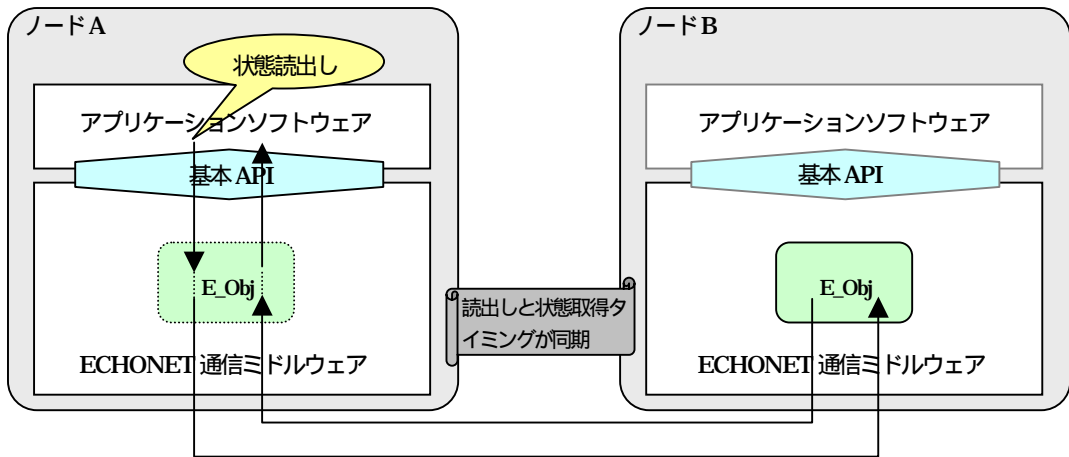 ノードA
状態読出し
アプリケーションソフトウェア
基本API
E_Obj
ECHONET 通信ミドルウェア
読出しと状態取得タ
イミングが同期
ノードB
アプリケーションソフトウェア
基本API
E_Obj
ECHONET 通信ミドルウェア